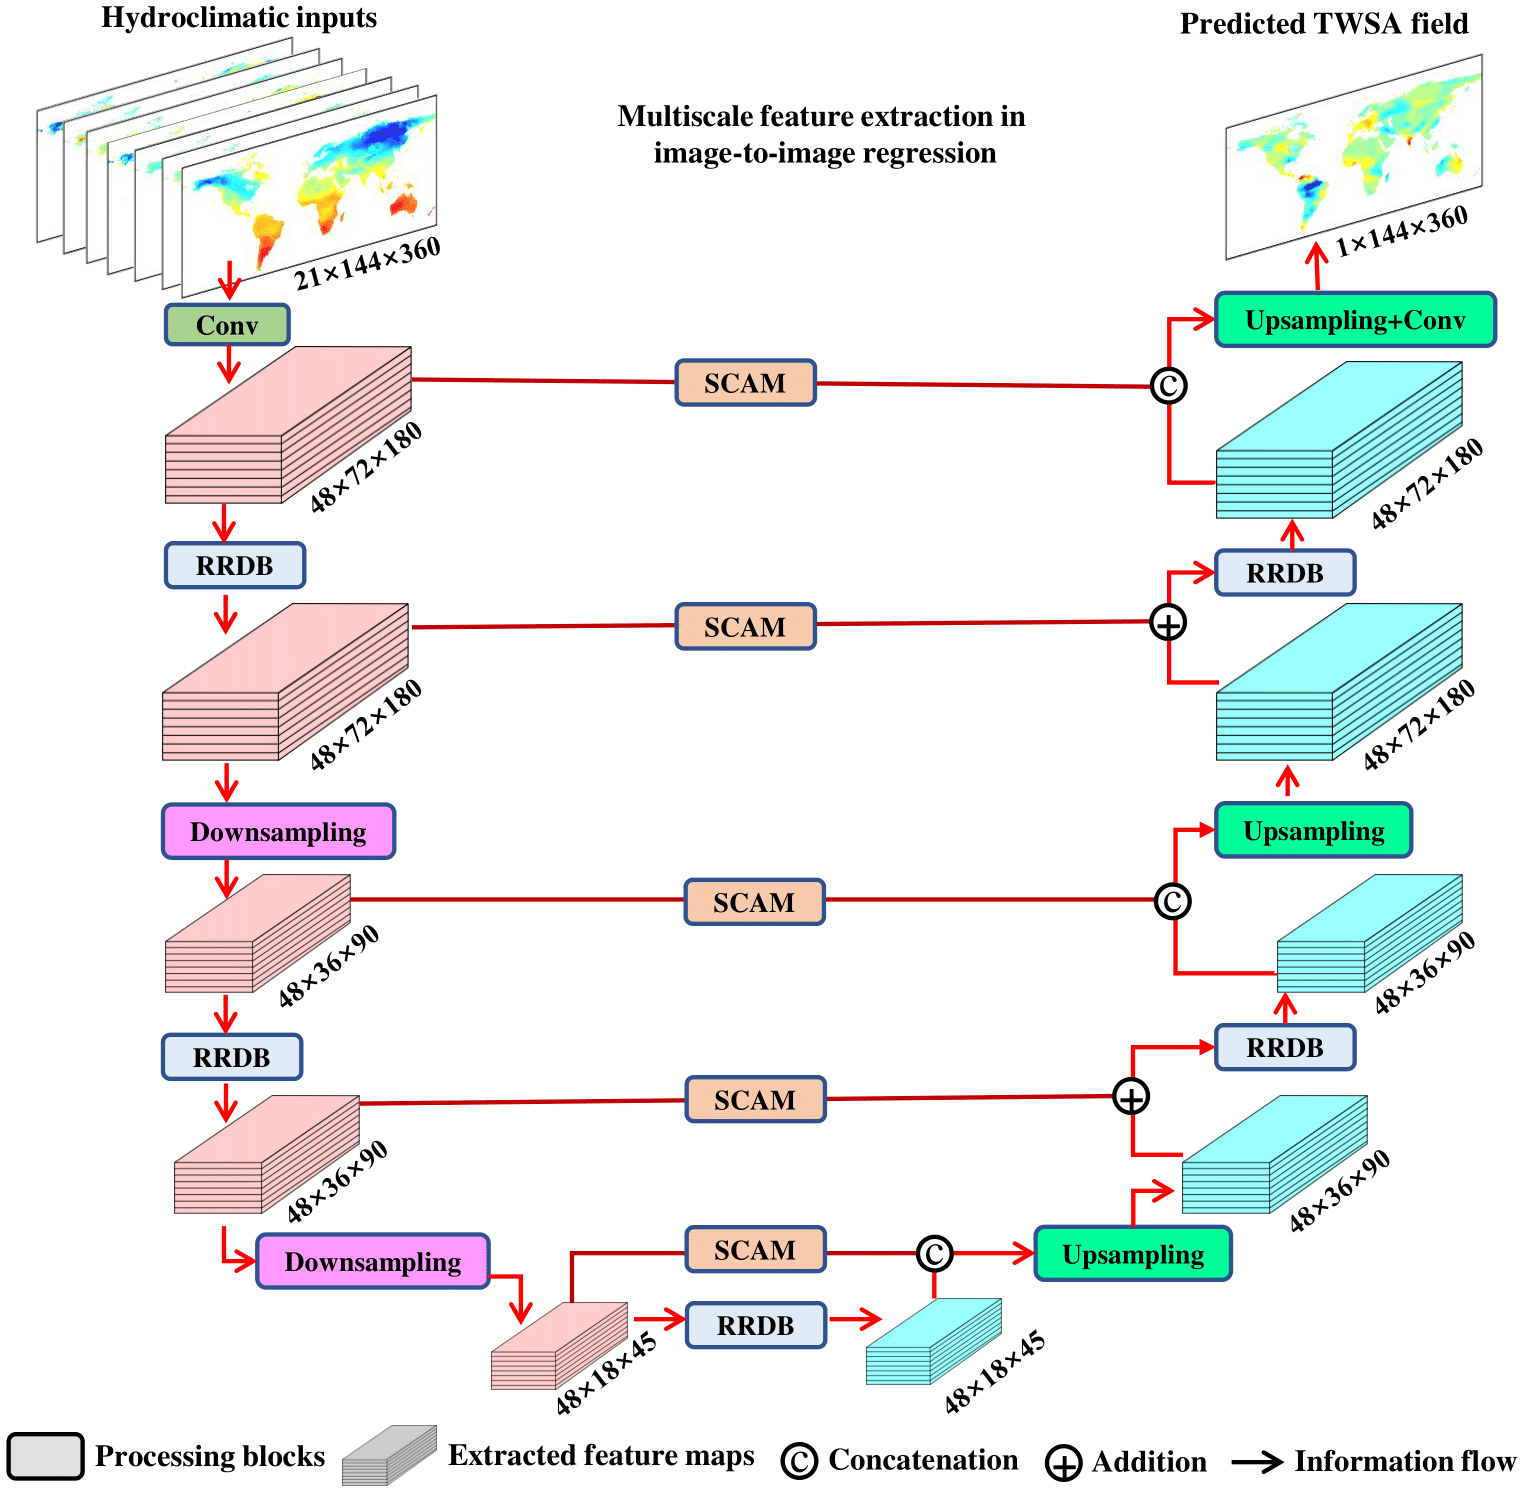 Hydroclimatic inputs
Predicted TWSA field
Multiscale feature extraction in
image-to-image regression
21×144×360
1×144×360
Conv
Upsampling+Conv
SCAM
C
48×72×180
48×72×180
RRDB
RRDB
SCAM
+
48×72×180
48×72×180
Downsampling
Upsampling
SCAM
C
48×36×90
48×36×90
RRDB
RRDB
SCAM
+
48×36×90
48×36×90
Downsampling
SCAM
C
Upsampling
RRDB
48×18×45
48×18×45
Processing blocks
Extracted feature maps
C Concatenation
+ Addition
Information flow